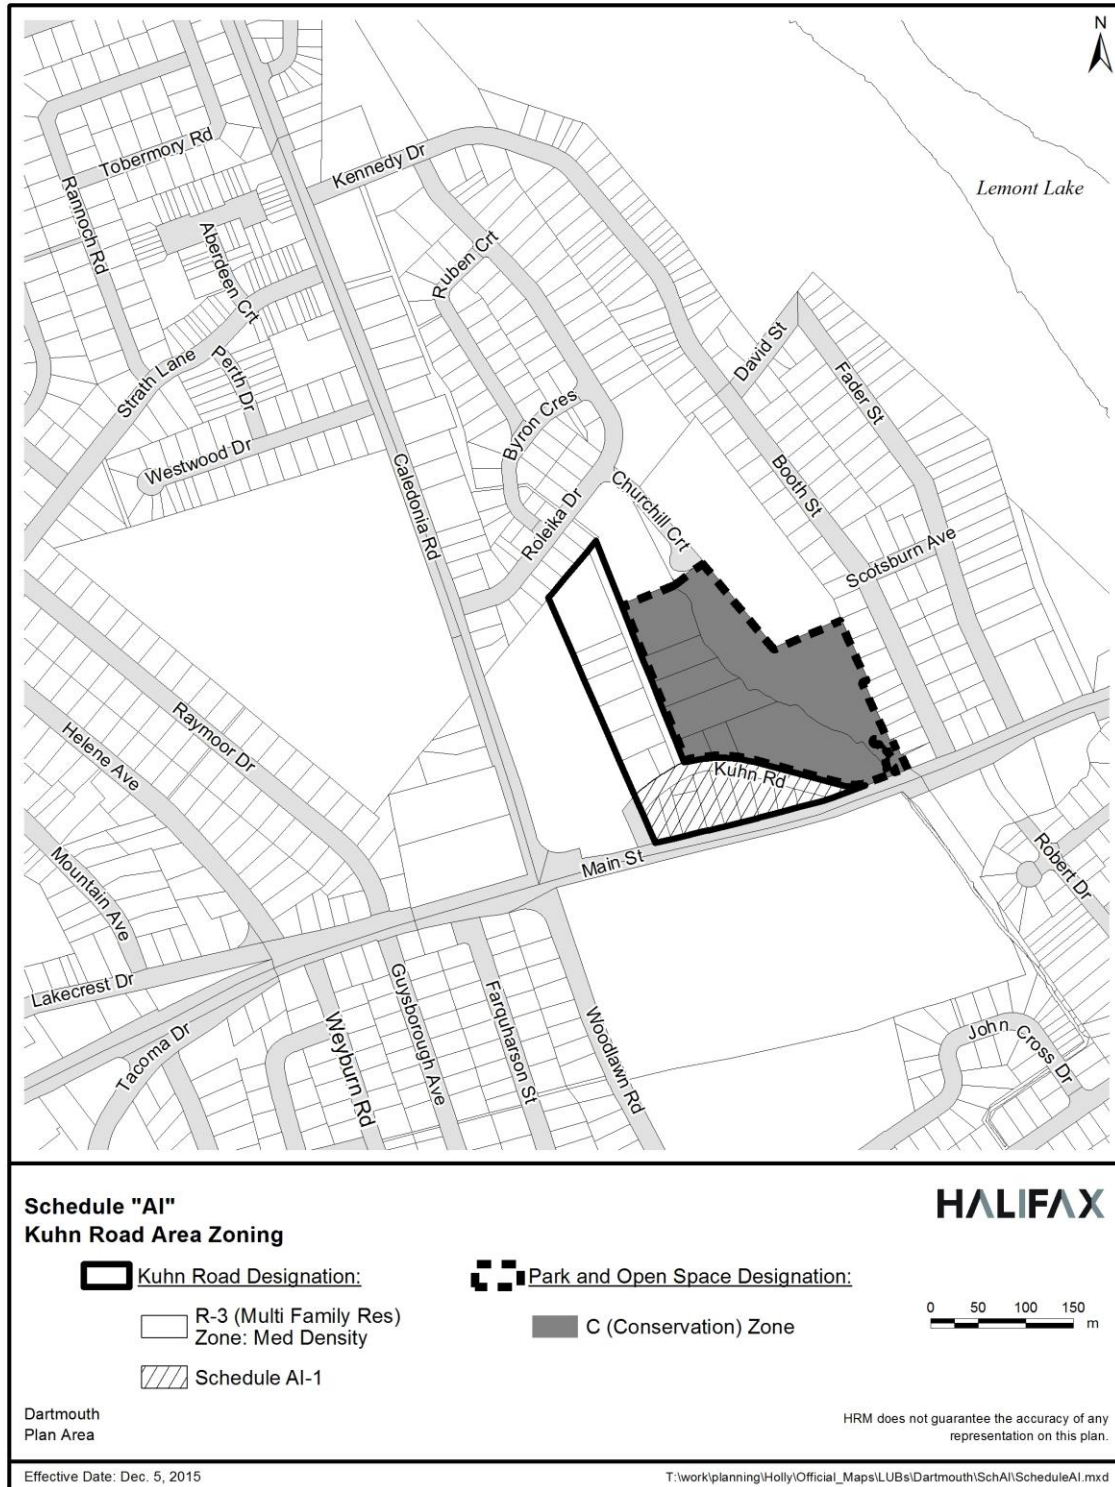 N
Lemont Lake
Tobermory Rd
Kennedy Dr
Rannoch Rd
Aberdeen Crt
Ruben Crt
Strath Lane
Perth Dr
David St
Fader St
Byron Cres
Westwood Dr
Caledonia Rd
Booth St
Churchill Crt
Roleika Dr
Scotsburn Ave
Raymoor Dr
Helene Ave
Kuhn Rd
Main St
Mountain Ave
Robert Dr
Lakecrest Dr
Guysborough Ave
Farquharson St
Woodlawn Rd
Weyburn Rd
Tacoma Dr
John Cross Dr
Schedule "AI"
Kuhn Road Area Zoning
HALIFAX
Kuhn Road Designation:
Park and Open Space Designation:
R-3 (Multi Family Res)
Zone: Med Density
C (Conservation) Zone
0 50 100 150
m
Schedule AI-1
Dartmouth
Plan Area
HRM does not guarantee the accuracy of any
representation on this plan.
Effective Date: Dec. 5, 2015
T:\work\planning\Holly\Official_Maps\LUBs\Dartmouth\SchAI\ScheduleAI.mxd